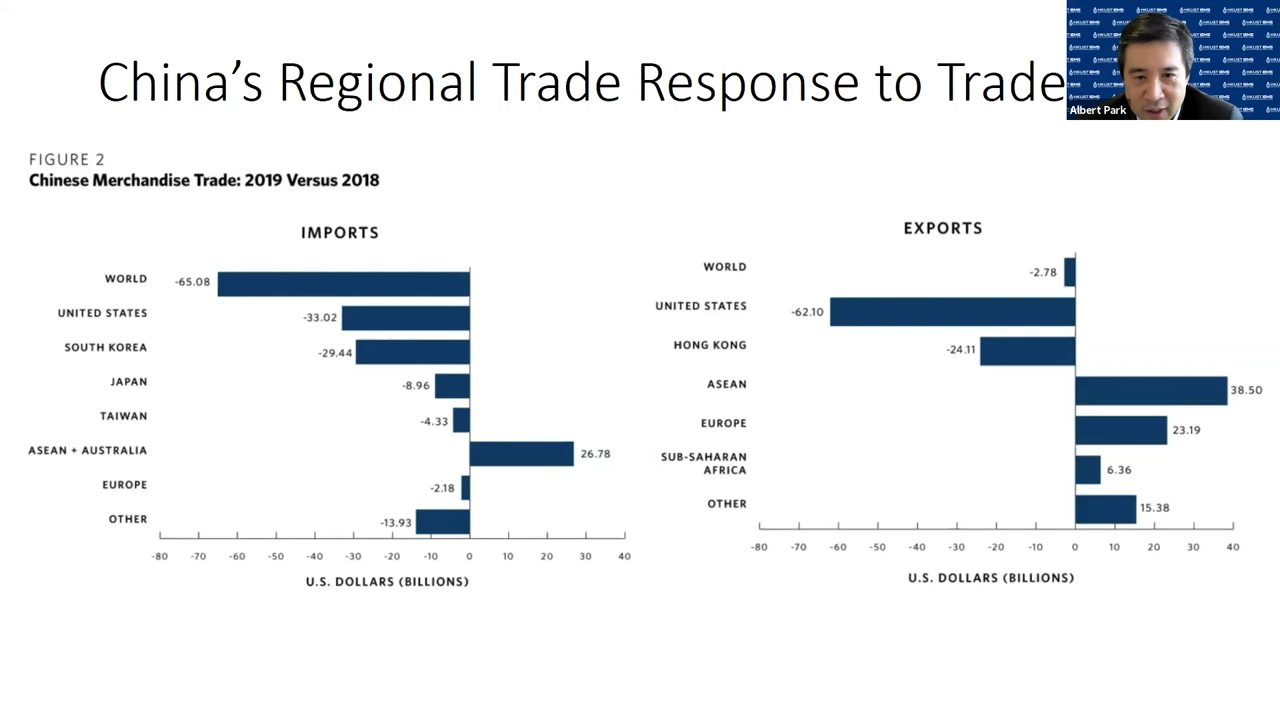 China's Regional Trade Response to Trade
Albert Park
FIGURE 2
Chinese Merchandise Trade: 2019 Versus 2018
IMPORTS
WORLD -65.08
UNITED STATES -33.02
SOUTH KOREA -29.44
JAPAN -8.96
TAIWAN -4.33
ASEAN + AUSTRALIA 26.78
EUROPE -2.18
OTHER -13.93
-80 -70 -60 -50 -40 -30 -20 -10 0 10 20 30 40
U.S. DOLLARS (BILLIONS)
EXPORTS
WORLD -2.78
UNITED STATES -62.10
HONG KONG -24.11
ASEAN 38.50
EUROPE 23.19
SUB-SAHARAN
AFRICA 6.36
OTHER 15.38
-80 -70 -60 -50 -40 -30 -20 -10 0 10 20 30 40
U.S. DOLLARS (BILLIONS)